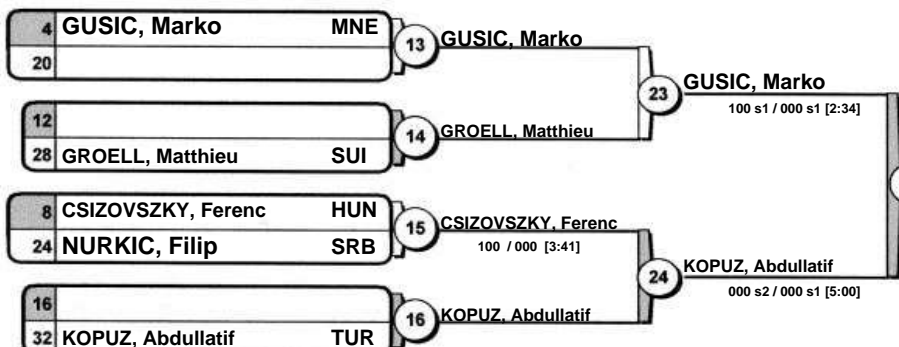 4 GUSIC, Marko MNE
20
13 GUSIC, Marko
12
28 GROELL, Matthieu SUI
14 GROELL, Matthieu
23 GUSIC, Marko
100 s1 / 000 s1 [2:34]
8 CSIZOVSZKY, Ferenc HUN
24 NURKIC, Filip SRB
15 CSIZOVSZKY, Ferenc
100 / 000 [3:41]
16
32 KOPUZ, Abdullatif TUR
16 KOPUZ, Abdullatif
24 KOPUZ, Abdullatif
000 s2 / 000 s1 [5:00]